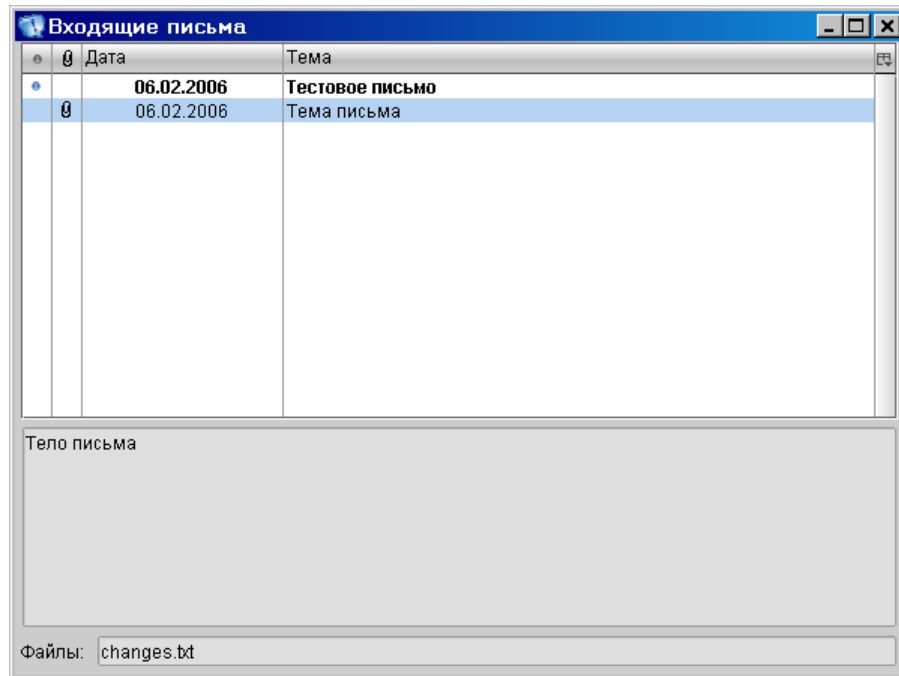 Входящие письма
Дата Тема
06.02.2006 Тестовое письмо
06.02.2006 Тема письма
Тело письма
Файлы: changes.txt